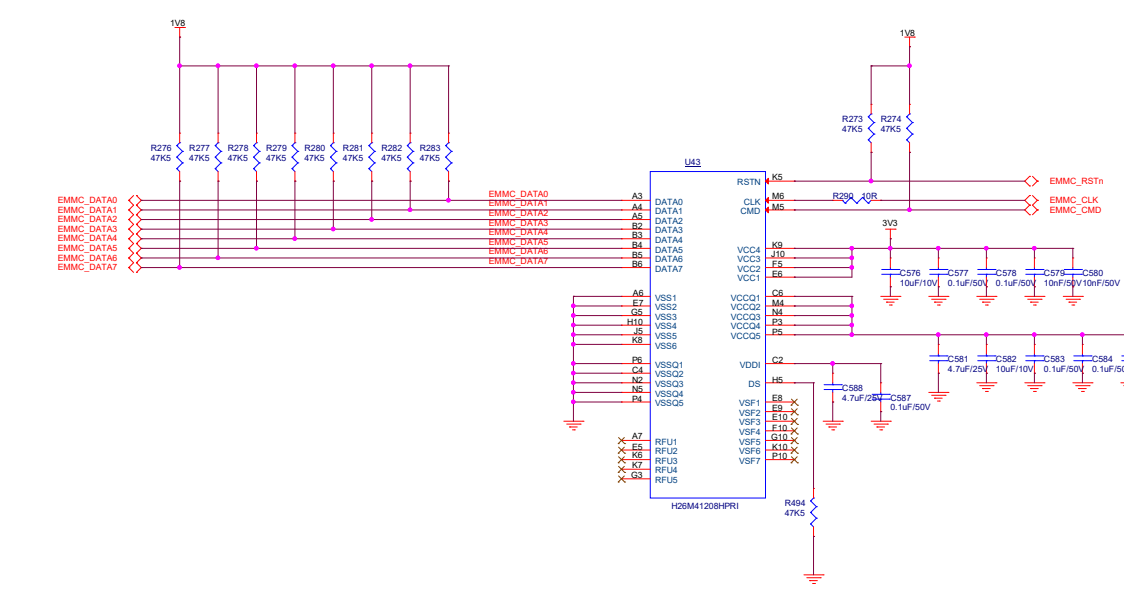 1V8
1V8
R276 R277 R278 R279 R280 R281 R282 R283
47K5 47K5 47K5 47K5 47K5 47K5 47K5 47K5
R273 R274
47K5 47K5
U43
RSTN K5 EMMC_RSTn
EMMC_DATA0 EMMC_DATA0 A3 DATA0 CLK M6 R290 10R EMMC_CLK
EMMC_DATA1 EMMC_DATA1 A4 DATA1 CMD M5 EMMC_CMD
EMMC_DATA2 EMMC_DATA2 A5 DATA2
EMMC_DATA3 EMMC_DATA3 B2 DATA3 3V3
EMMC_DATA4 EMMC_DATA4 B3 DATA4
EMMC_DATA5 EMMC_DATA5 B4 DATA5 VCC4 K9
EMMC_DATA6 EMMC_DATA6 B5 DATA6 VCC3 J10
EMMC_DATA7 EMMC_DATA7 B6 DATA7 VCC2 F5
VCC1 E6
C576 C577 C578 C579 C580
10uF/10V 0.1uF/50V 0.1uF/50V 10nF/50V 10nF/50V
A6 VSS1 VCCQ1 C6
E7 VSS2 VCCQ2 M4
G5 VSS3 VCCQ3 N4
H10 VSS4 VCCQ4 P3
J5 VSS5 VCCQ5 P5
K8 VSS6
C581 C582 C583 C584
4.7uF/25V 10uF/10V 0.1uF/50V
P6 VSSQ1 VDDI C2
C4 VSSQ2
N2 VSSQ3 DS H5
N5 VSSQ4
P4 VSSQ5
C588 C587
4.7uF/25V 0.1uF/50V
VSF1 E8
VSF2 E9
VSF3 E10
VSF4 F10
A7 RFU1 VSF5 G10
E5 RFU2 VSF6 K10
K6 RFU3 VSF7 P10
K7 RFU4
G3 RFU5
H26M41208HPRI
R494
47K5